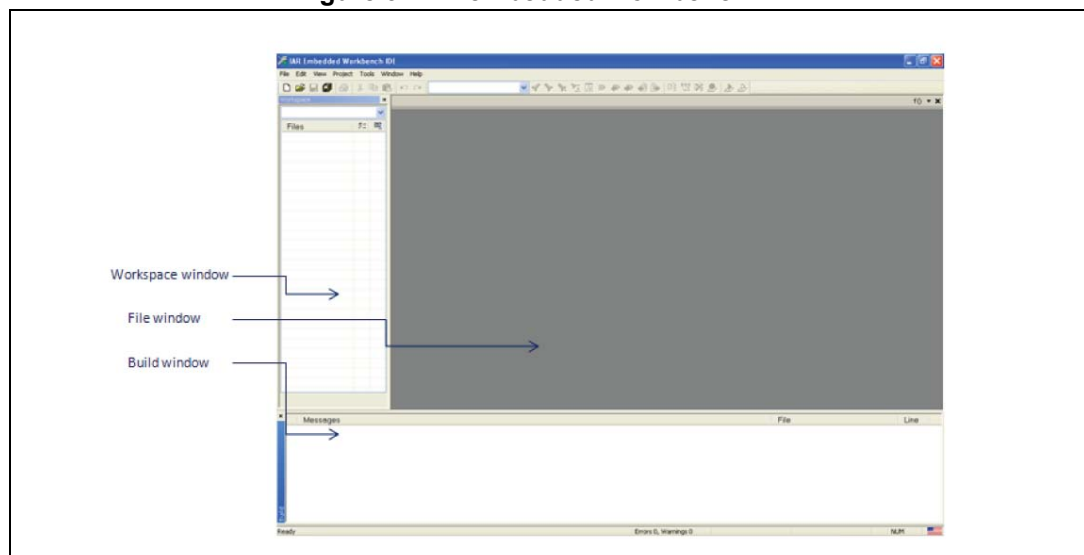 IAR Embedded Workbench IDE
File Edit View Project Tools Window Help
Workspace
Files
Workspace window
File window
Build window
Messages File Line
Ready Errors 0, Warnings 0 NUM